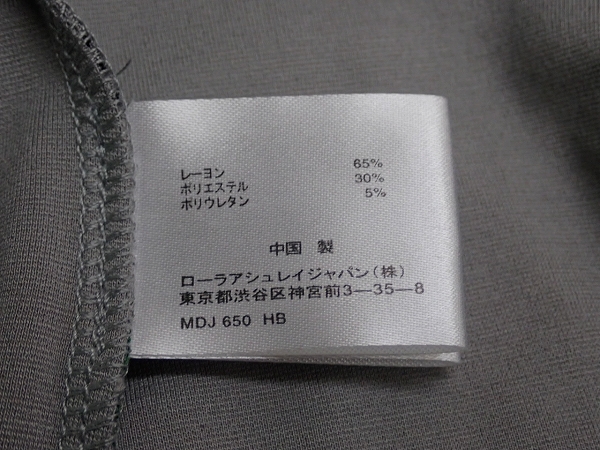 レーヨン 65%
ポリエステル 30%
ポリウレタン 5%
中国 製
ローラアシュレイジャパン(株)
東京都渋谷区神宮前3-35-8
MDJ 650 HB